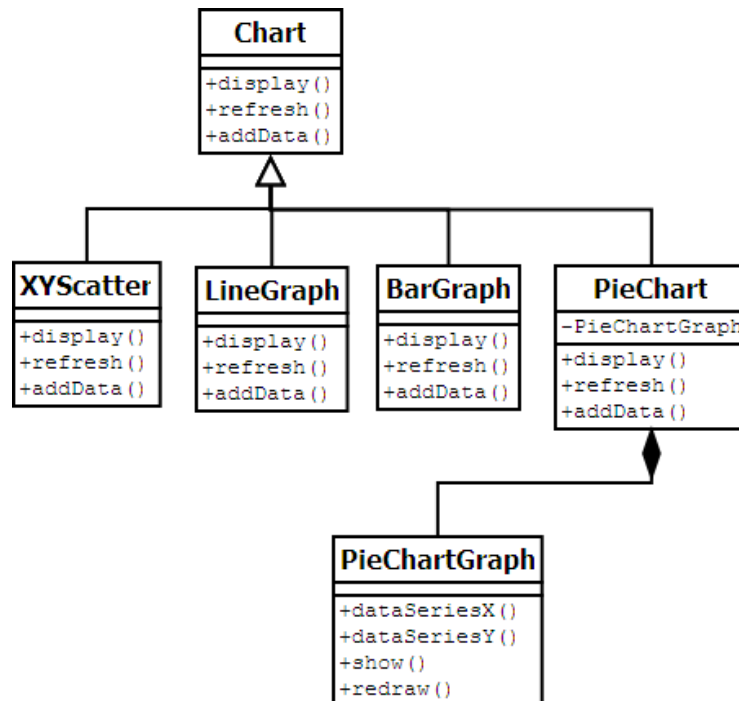 Chart
+display()
+refresh()
+addData()
XYScatter
+display()
+refresh()
+addData()
LineGraph
+display()
+refresh()
+addData()
BarGraph
+display()
+refresh()
+addData()
PieChart
-PieChartGraph
+display()
+refresh()
+addData()
PieChartGraph
+dataSeriesX()
+dataSeriesY()
+show()
+redraw()